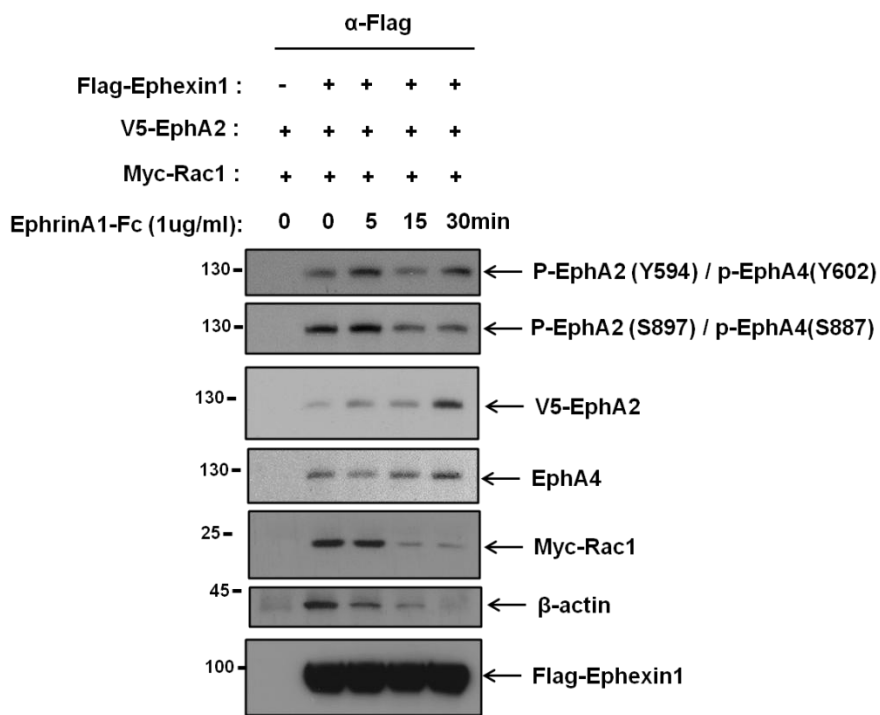 α-Flag
Flag-Ephexin1 : - + + + +
V5-EphA2 : + + + + +
Myc-Rac1 : + + + + +
EphrinA1-Fc (1ug/ml): 0 0 5 15 30min
130 P-EphA2 (Y594) / p-EphA4(Y602)
130 P-EphA2 (S897) / p-EphA4(S887)
130 V5-EphA2
130 EphA4
25 Myc-Rac1
45 β-actin
100 Flag-Ephexin1